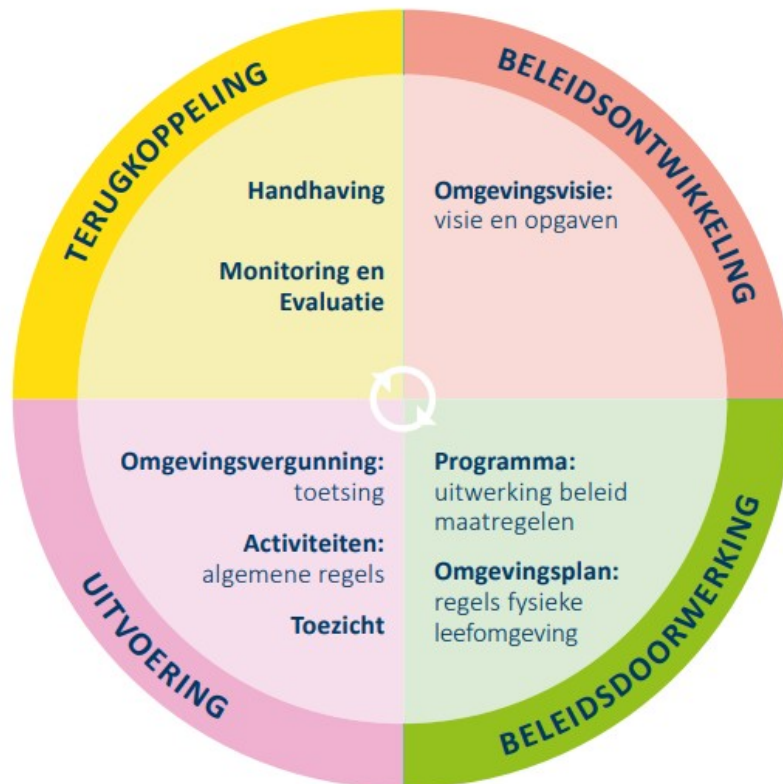 TERUGKOPPELING
BELEIDSONTWIKKELING
Handhaving
Monitoring en
Evaluatie
Omgevingsvisie:
visie en opgaven
Omgevingsvergunning:
toetsing
Activiteiten:
algemene regels
Toezicht
Programma:
uitwerking beleid
maatregelen
Omgevingsplan:
regels fysieke
leefomgeving
UITVOERING
BELEIDSDOORWERKING